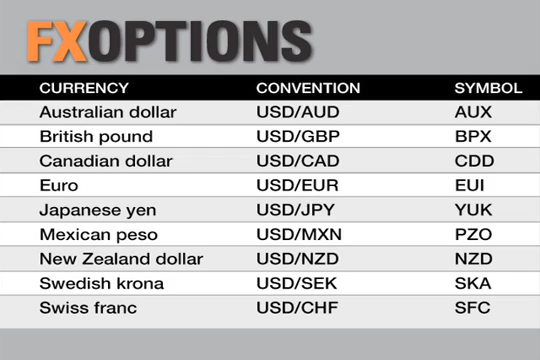 FXOPTIONS
CURRENCY CONVENTION SYMBOL
Australian dollar USD/AUD AUX
British pound USD/GBP BPX
Canadian dollar USD/CAD CDD
Euro USD/EUR EUI
Japanese yen USD/JPY YUK
Mexican peso USD/MXN PZO
New Zealand dollar USD/NZD NZD
Swedish krona USD/SEK SKA
Swiss franc USD/CHF SFC